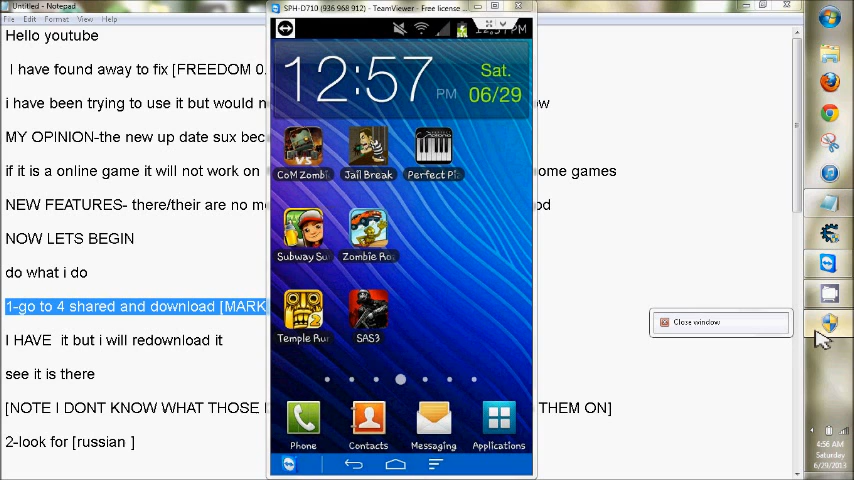 Untitled - Notepad
File Edit Format View Help
Hello youtube
I have found away to fix [FREEDOM 0.
i have been trying to use it but would n
ow
MY OPINION-the new up date sux bec
if it is a online game it will not work on
ome games
NEW FEATURES- there/their are no m
od
NOW LETS BEGIN
do what i do
1-go to 4 shared and download [MARK
I HAVE it but i will redownload it
see it is there
[NOTE I DONT KNOW WHAT THOSE
THEM ON]
2-look for [russian ]
SPH-D710 (936 968 912) - TeamViewer - Free license ...
12:57 PM
12:57 PM
Sat.
06/29
CoM Zombi
Jail Break
Perfect Pi
Subway Su
Zombie Roa
Temple Run
SAS3
Phone
Contacts
Messaging
Applications
Close window
4:56 AM
Saturday
6/29/2013